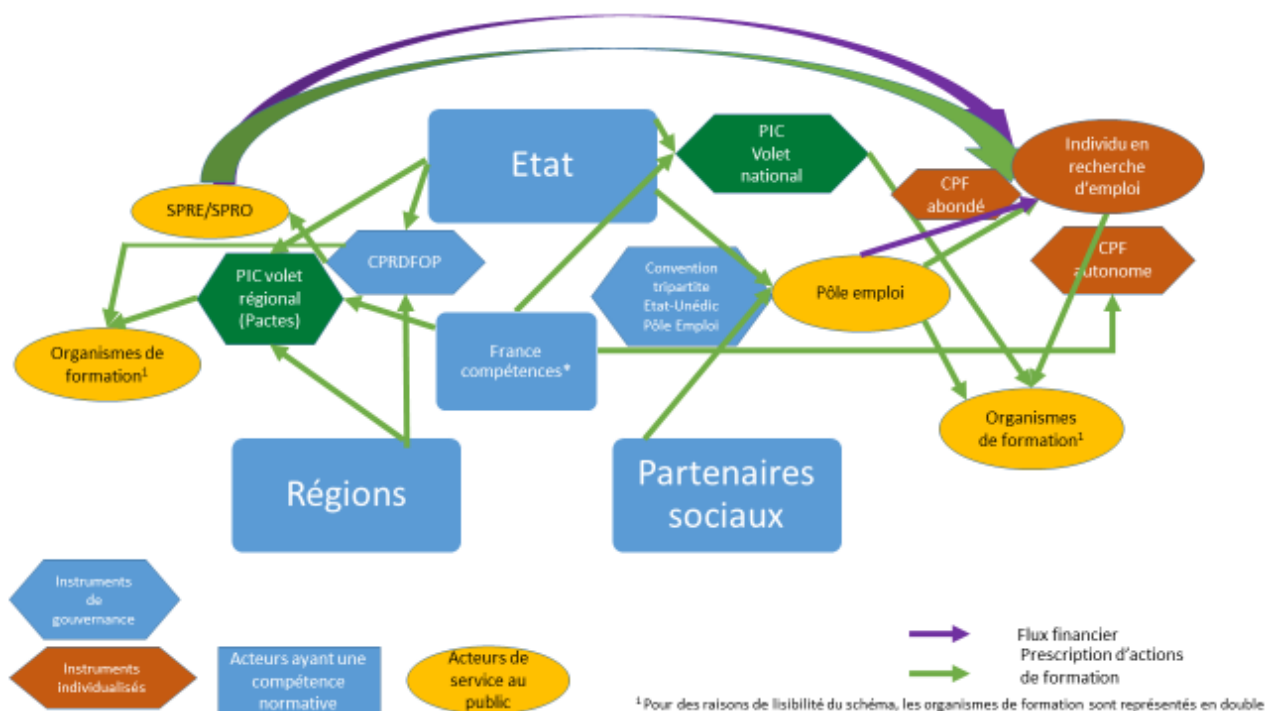 Etat
PIC
Volet
national
Individu en
recherche
d'emploi
CPF
abondé
SPRE/SPRO
CPRDFOP
PIC volet
régional
(Pactes)
Convention
tripartite
Etat-Unédic
Pôle Emploi
Pôle emploi
CPF
autonome
Organismes de
formation¹
France
compétences*
Organismes
de formation¹
Régions
Partenaires
sociaux
Instruments
de
gouvernance
Instruments
individualisés
Acteurs ayant une
compétence
normative
Acteurs de
service au
public
Flux financier
Prescription d'actions
de formation
¹ Pour des raisons de lisibilité du schéma, les organismes de formation sont représentés en double